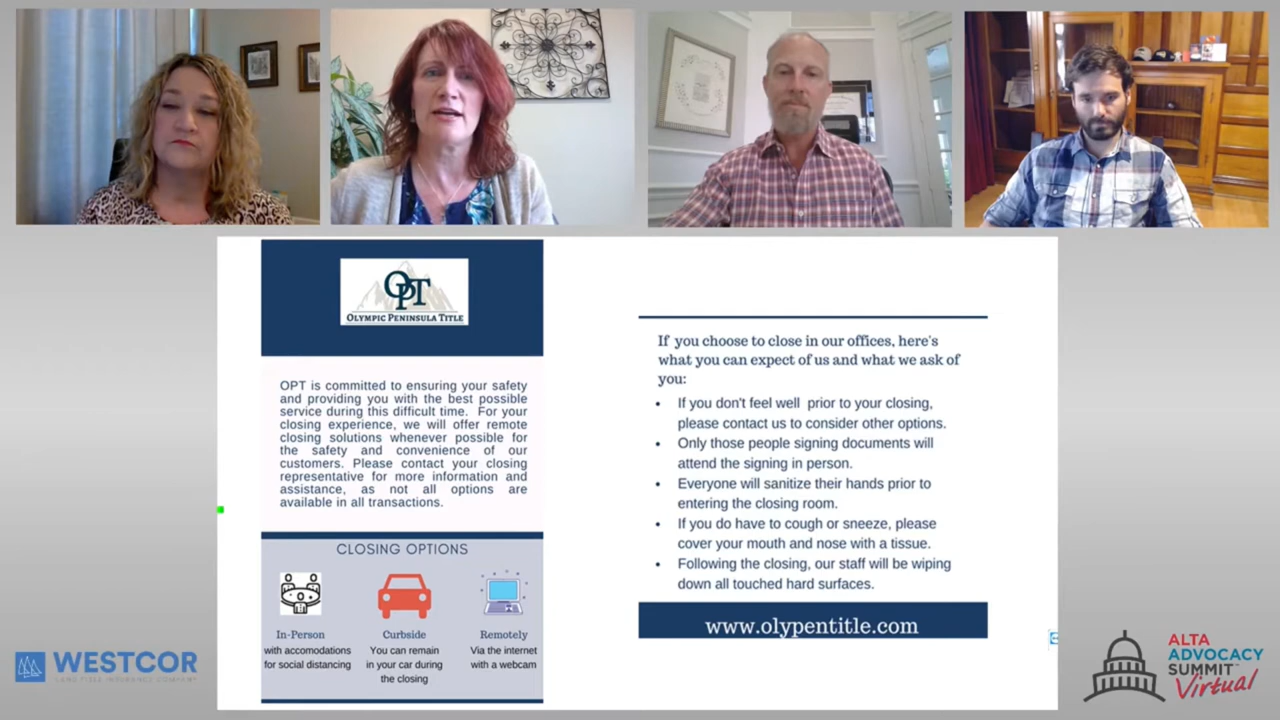 OPT
OLYMPIC PENINSULA TITLE
OPT is committed to ensuring your safety
and providing you with the best possible
service during this difficult time. For your
closing experience, we will offer remote
closing solutions whenever possible for
the safety and convenience of our
customers. Please contact your closing
representative for more information and
assistance, as not all options are
available in all transactions.
CLOSING OPTIONS
In-Person
with accomodations
for social distancing
Curbside
You can remain
in your car during
the closing
Remotely
Via the internet
with a webcam
If you choose to close in our offices, here's
what you can expect of us and what we ask of
you:
• If you don't feel well prior to your closing,
please contact us to consider other options.
• Only those people signing documents will
attend the signing in person.
• Everyone will sanitize their hands prior to
entering the closing room.
• If you do have to cough or sneeze, please
cover your mouth and nose with a tissue.
• Following the closing, our staff will be wiping
down all touched hard surfaces.
www.olypentitle.com
WESTCOR
LAND TITLE INSURANCE COMPANY
ALTA
ADVOCACY
SUMMIT™
Virtual